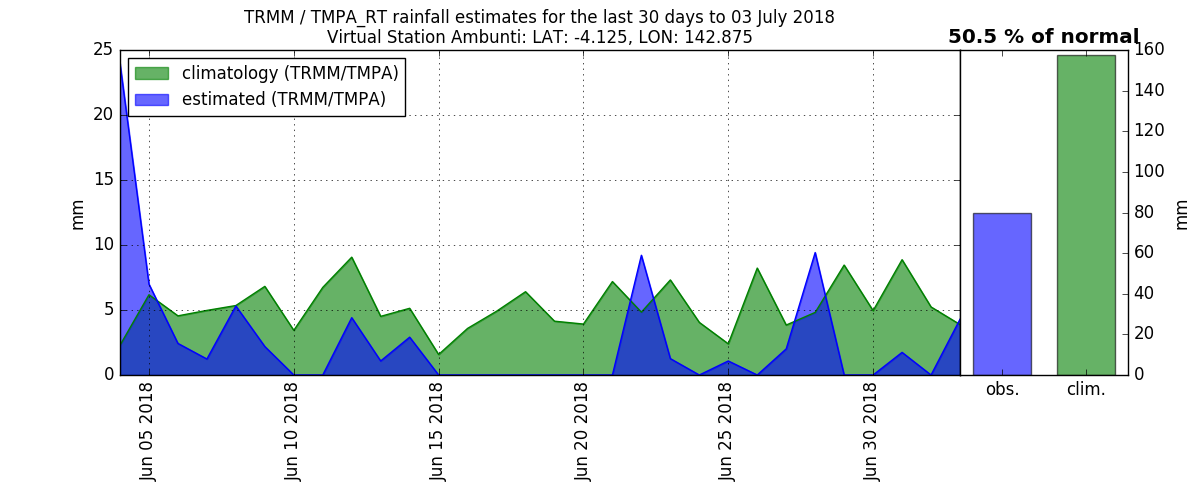 TRMM / TMPA_RT rainfall estimates for the last 30 days to 03 July 2018
Virtual Station Ambunti: LAT: -4.125, LON: 142.875
50.5 % of normal
climatology (TRMM/TMPA)
estimated (TRMM/TMPA)
mm
25
20
15
10
5
0
Jun 05 2018
Jun 10 2018
Jun 15 2018
Jun 20 2018
Jun 25 2018
Jun 30 2018
160
140
120
100
80
60
40
20
0
mm
obs.
clim.